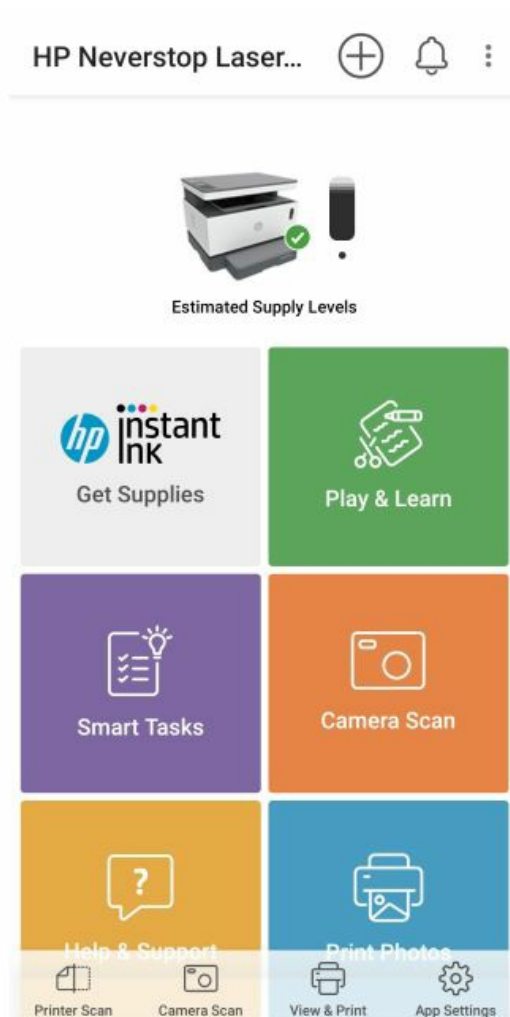 HP Neverstop Laser...
Estimated Supply Levels
hp instant
ink
Get Supplies
Play & Learn
Smart Tasks
Camera Scan
?
Help & Support
Print Photos
Printer Scan
Camera Scan
View & Print
App Settings